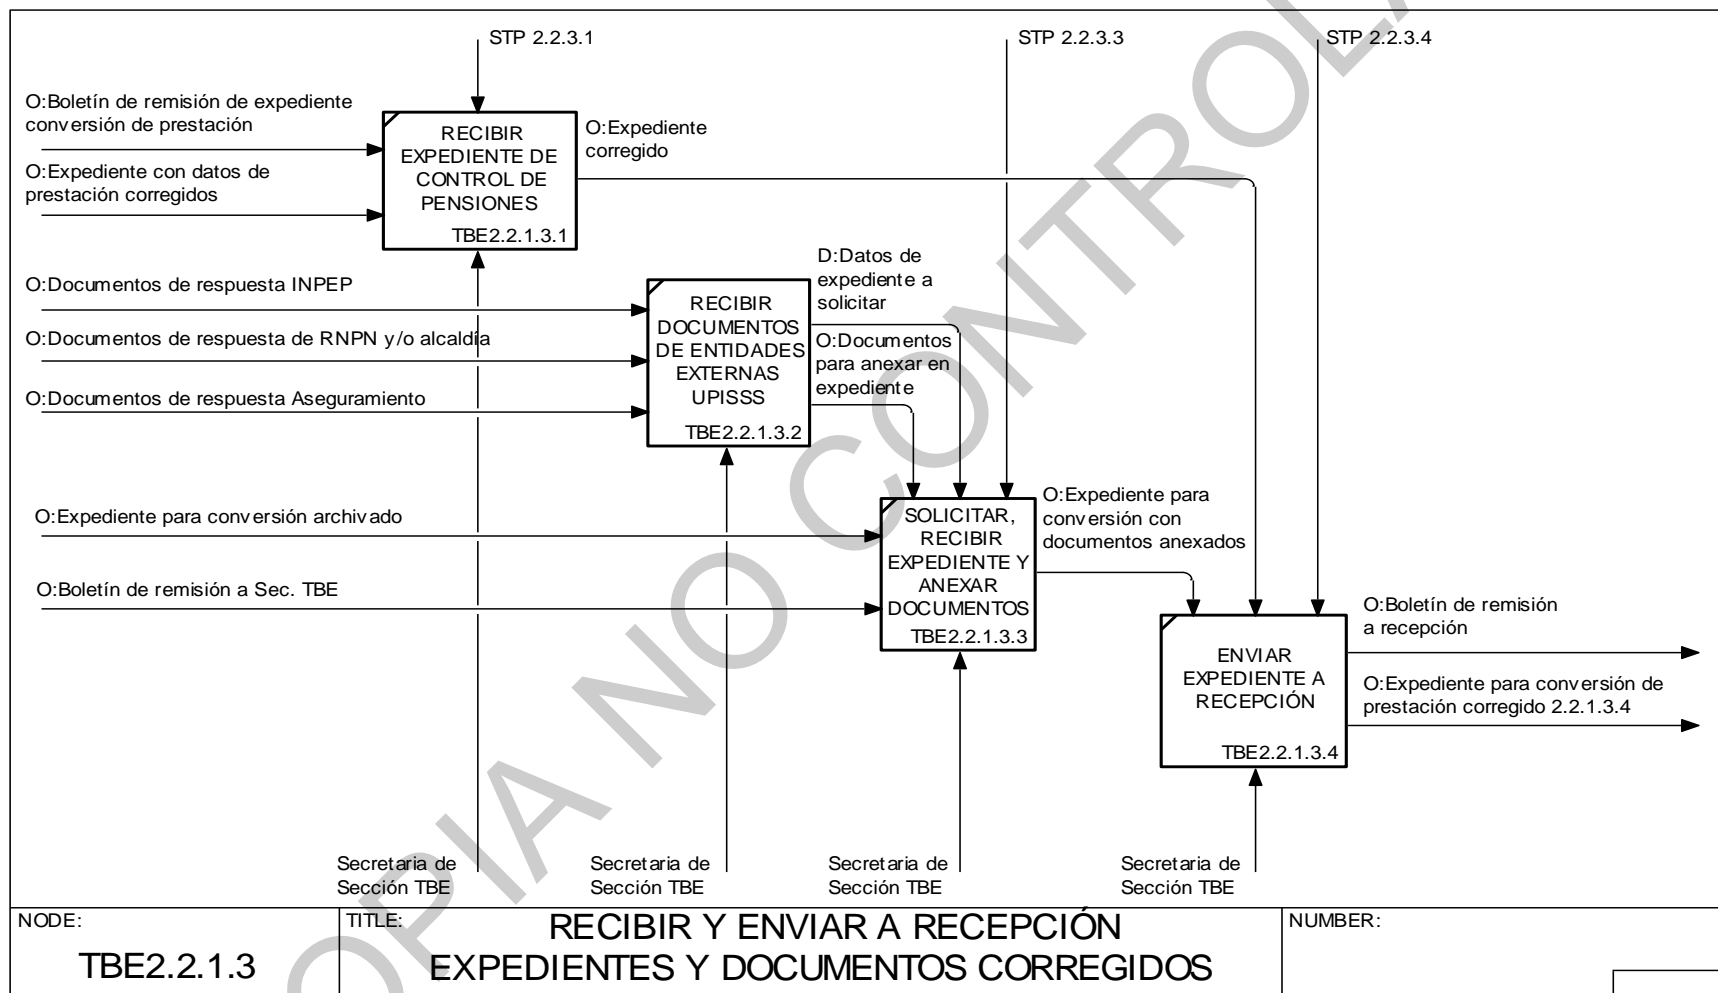 STP 2.2.3.1
STP 2.2.3.3
STP 2.2.3.4
O:Boletín de remisión de expediente
conversión de prestación
O:Expediente con datos de
prestación corregidos
RECIBIR
EXPEDIENTE DE
CONTROL DE
PENSIONES
TBE2.2.1.3.1
O:Expediente
corregido
O:Documentos de respuesta INPEP
O:Documentos de respuesta de RNPN y/o alcaldía
O:Documentos de respuesta Aseguramiento
RECIBIR
DOCUMENTOS
DE ENTIDADES
EXTERNAS
UPISSS
TBE2.2.1.3.2
D:Datos de
expediente a
solicitar
O:Documentos
para anexar en
expediente
O:Expediente para conversión archivado
O:Boletín de remisión a Sec. TBE
SOLICITAR,
RECIBIR
EXPEDIENTE Y
ANEXAR
DOCUMENTOS
TBE2.2.1.3.3
O:Expediente para
conversión con
documentos anexados
ENVIAR
EXPEDIENTE A
RECEPCIÓN
TBE2.2.1.3.4
O:Boletín de remisión
a recepción
O:Expediente para conversión de
prestación corregido 2.2.1.3.4
Secretaria de
Sección TBE
Secretaria de
Sección TBE
Secretaria de
Sección TBE
Secretaria de
Sección TBE
NODE:
TBE2.2.1.3
TITLE:
RECIBIR Y ENVIAR A RECEPCIÓN
EXPEDIENTES Y DOCUMENTOS CORREGIDOS
NUMBER:
OPIA NO CONTROLA